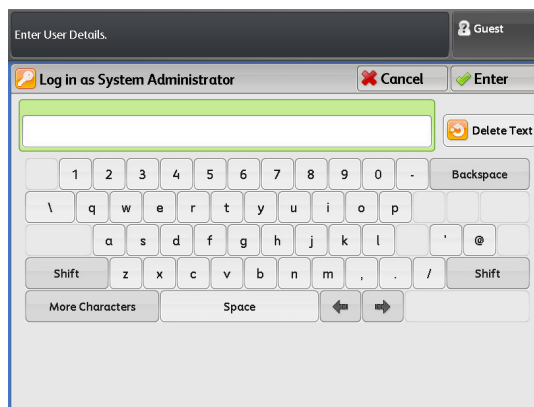 Enter User Details.
Guest
Log in as System Administrator
Cancel
Enter
Delete Text
1 2 3 4 5 6 7 8 9 0 - Backspace
\ q w e r t y u i o p
a s d f g h j k l ' @
Shift z x c v b n m , . / Shift
More Characters Space